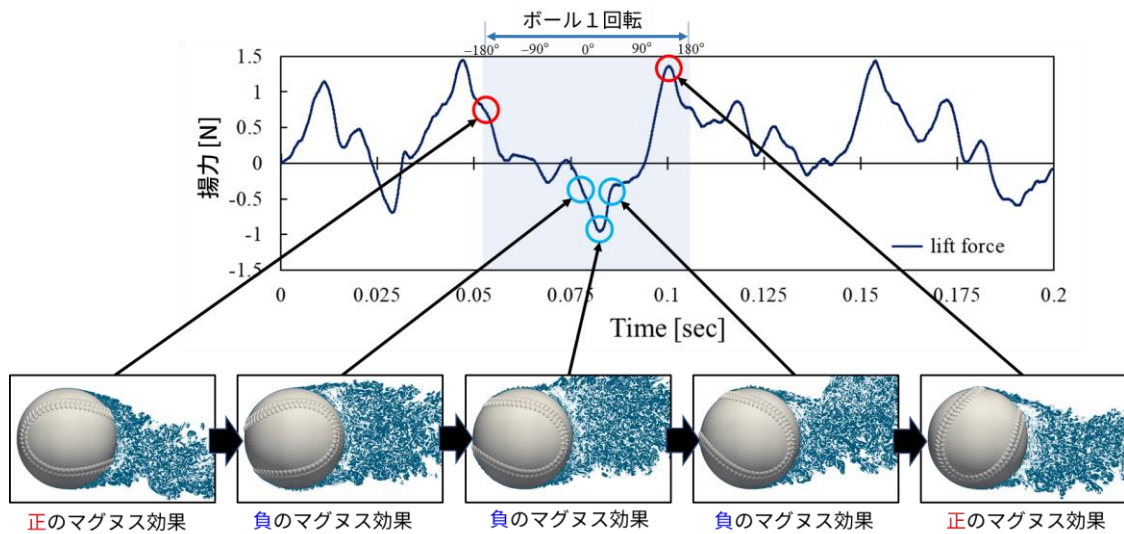 ボール１回転
−180° −90° 0° 90° 180°
1.5
1
0.5
0
-0.5
-1
-1.5
揚力 [N]
lift force
0 0.025 0.05 0.075 0.1 0.125 0.15 0.175 0.2
Time [sec]
正のマグヌス効果 負のマグヌス効果 負のマグヌス効果 負のマグヌス効果 正のマグヌス効果